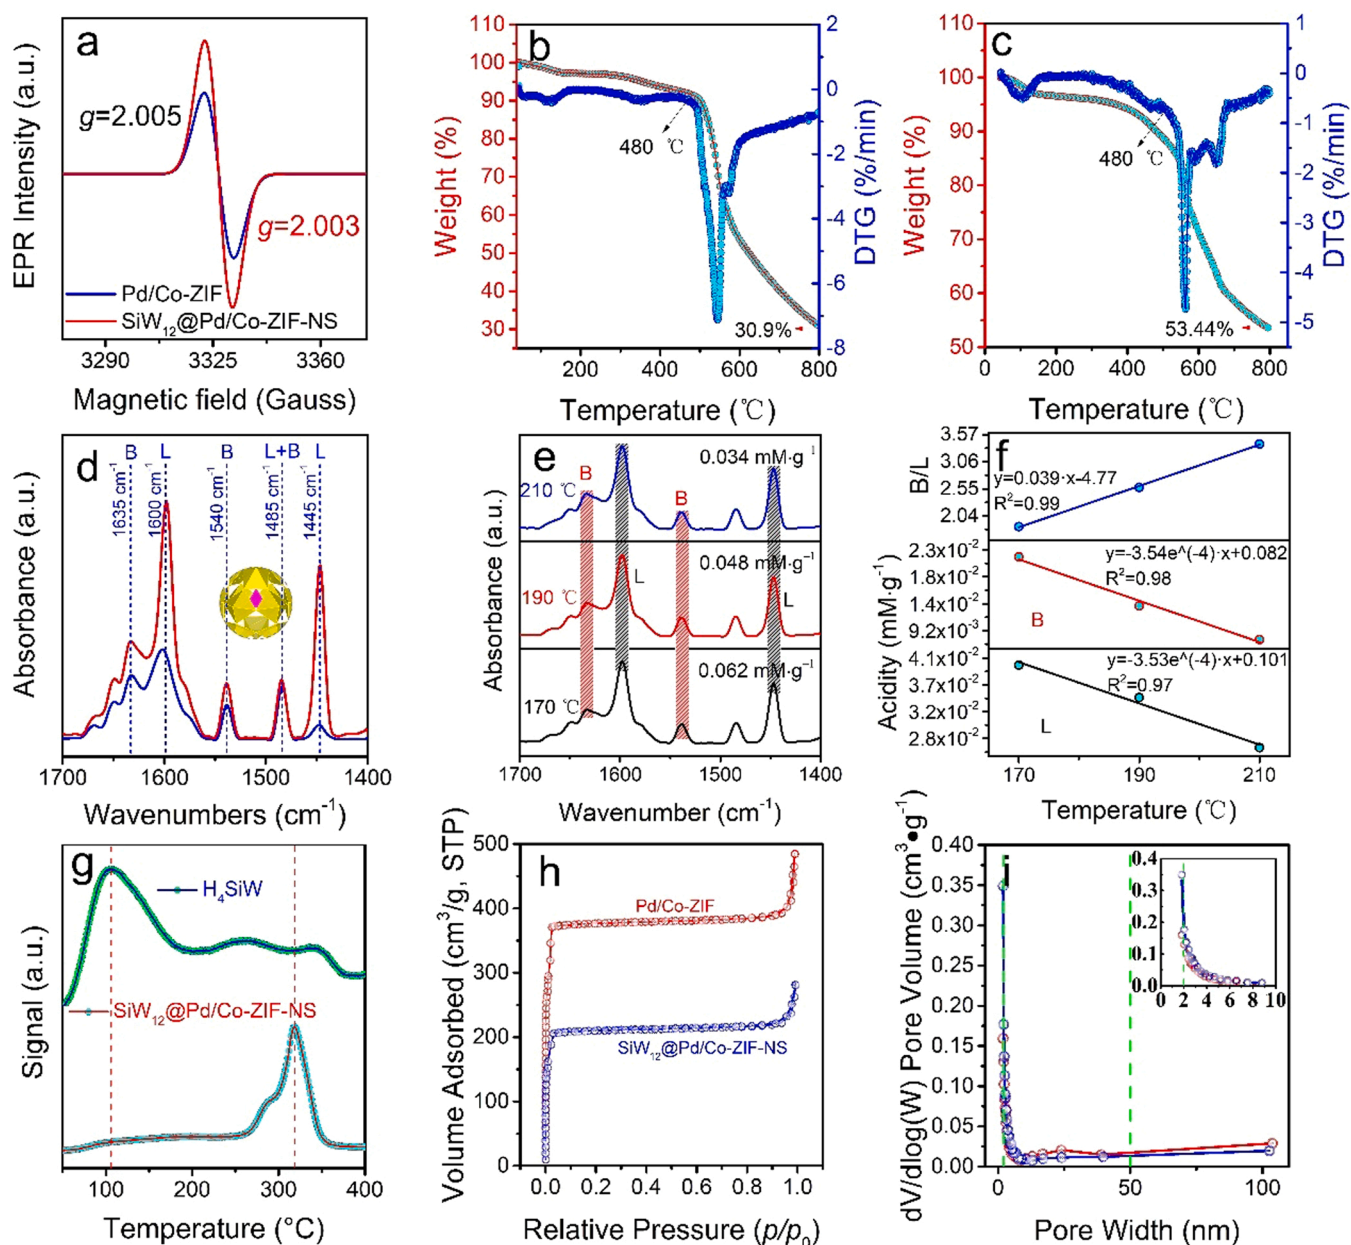 a
EPR Intensity (a.u.)
g=2.005
g=2.003
Pd/Co-ZIF
SiW12@Pd/Co-ZIF-NS
3290 3325 3360
Magnetic field (Gauss)
b
Weight (%)
110
100
90
80
70
60
50
40
30
480 ℃
30.9%
2
0
-2
-4
-6
-8
DTG (%/min)
200 400 600 800
Temperature (℃)
c
Weight (%)
110
100
95
90
85
80
75
70
65
60
55
50
480 ℃
53.44%
1
0
-1
-2
-3
-4
-5
DTG (%/min)
0 200 400 600 800
Temperature (℃)
d
Absorbance (a.u.)
B L B L+B L
1635 cm-1
1600 cm-1
1540 cm-1
1485 cm-1
1445 cm-1
1700 1600 1500 1400
Wavenumbers (cm-1)
e
Absorbance (a.u.)
B
B
0.034 mM·g-1
210 ℃
L
0.048 mM·g-1
190 ℃
L
0.062 mM·g-1
170 ℃
1700 1600 1500 1400
Wavenumber (cm-1)
f
B/L
3.57
3.06
2.55
2.04
y=0.039·x-4.77
R2=0.99
Acidity (mM·g-1)
2.3x10-2
1.8x10-2
1.4x10-2
9.2x10-3
y=-3.54e^(-4)·x+0.082
R2=0.98
B
4.1x10-2
3.7x10-2
3.2x10-2
2.8x10-2
y=-3.53e^(-4)·x+0.101
R2=0.97
L
170 190 210
Temperature (℃)
g
Signal (a.u.)
H4SiW
SiW12@Pd/Co-ZIF-NS
100 200 300 400
Temperature (°C)
h
Volume Adsorbed (cm3/g, STP)
500
400
300
200
100
0
Pd/Co-ZIF
SiW12@Pd/Co-ZIF-NS
0.0 0.2 0.4 0.6 0.8 1.0
Relative Pressure (p/p0)
i
dV/dlog(W) Pore Volume (cm3●g-1)
0.40
0.35
0.30
0.25
0.20
0.15
0.10
0.05
0.00
0.4
0.3
0.2
0.1
0.0
0 2 4 6 8 10
0 50 100
Pore Width (nm)